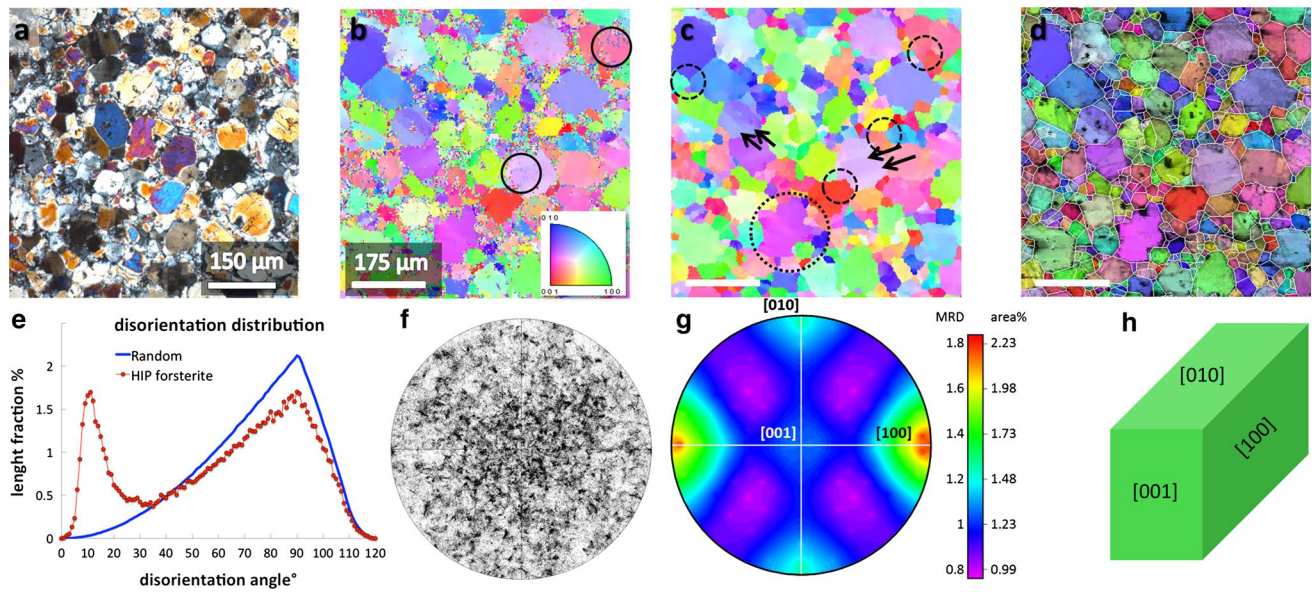 a
150 µm
b
175 µm
0 1 0
0 0 1
1 0 0
c
d
e
disorientation distribution
Random
HIP forsterite
2
1.5
1
0.5
0
0 10 20 30 40 50 60 70 80 90 100 110 120
lenght fraction %
disorientation angle°
f
g
[010]
[001]
[100]
MRD area%
1.8 2.25
1.6 1.98
1.4 1.73
1.2 1.48
1 1.23
0.8 0.99
h
[010]
[100]
[001]